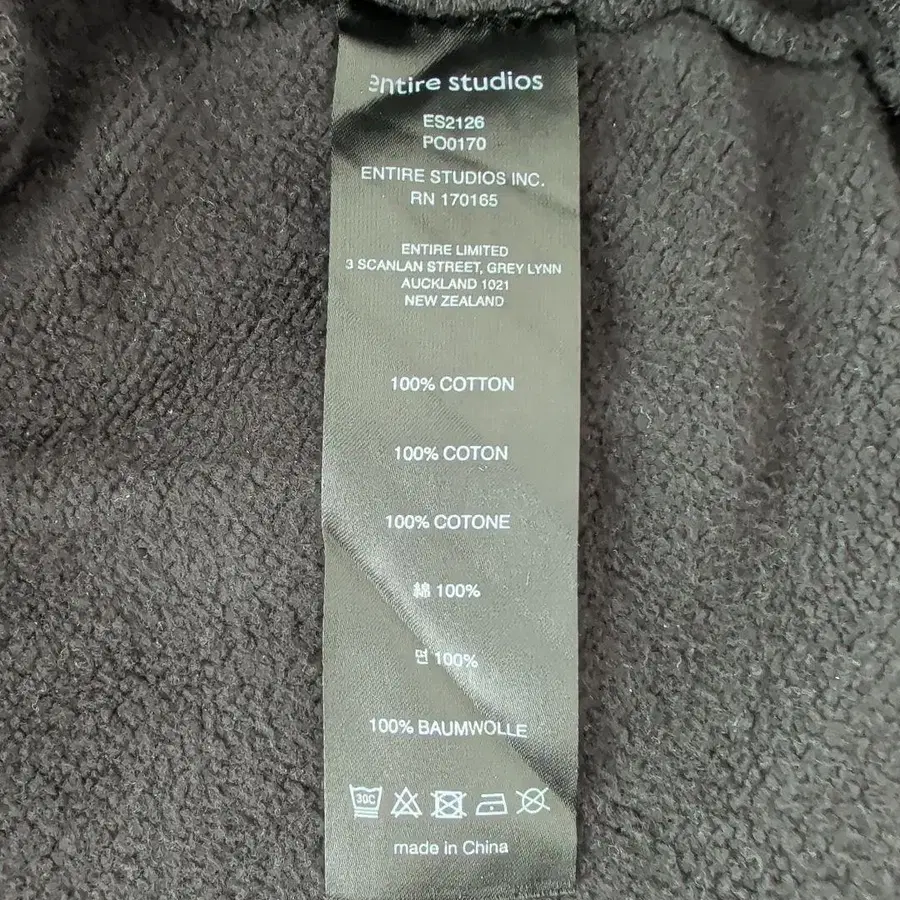 entire studios
ES2126
PO0170
ENTIRE STUDIOS INC.
RN 170165
ENTIRE LIMITED
3 SCANLAN STREET, GREY LYNN
AUCKLAND 1021
NEW ZEALAND
100% COTTON
100% COTON
100% COTONE
綿 100%
면 100%
100% BAUMWOLLE
30C
made in China